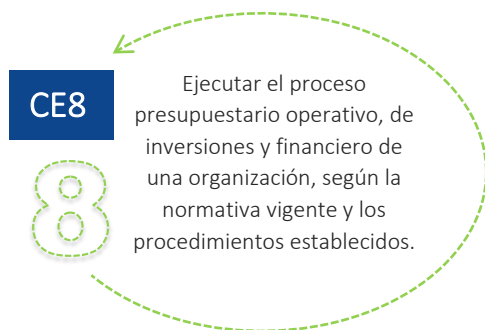 CE8
8
Ejecutar el proceso
presupuestario operativo, de
inversiones y financiero de
una organización, según la
normativa vigente y los
procedimientos establecidos.